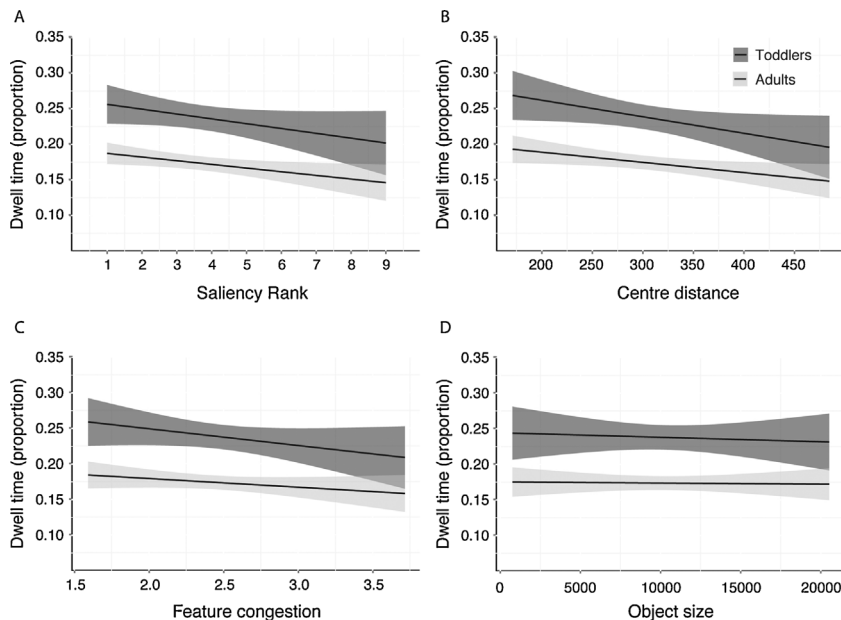 A
Dwell time (proportion)
0.35
0.30
0.25
0.20
0.15
0.10
1 2 3 4 5 6 7 8 9
Saliency Rank
B
Dwell time (proportion)
0.35
0.30
0.25
0.20
0.15
0.10
Toddlers
Adults
200 250 300 350 400 450
Centre distance
C
Dwell time (proportion)
0.35
0.30
0.25
0.20
0.15
0.10
1.5 2.0 2.5 3.0 3.5
Feature congestion
D
Dwell time (proportion)
0.35
0.30
0.25
0.20
0.15
0.10
0 5000 10000 15000 20000
Object size